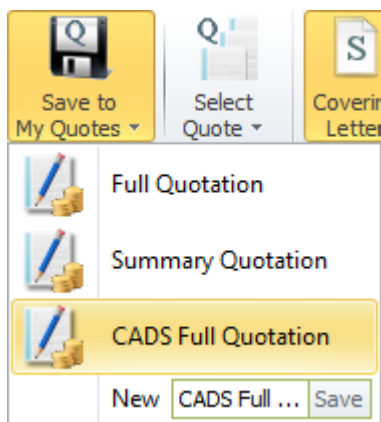 Q
Q
S
Save to
My Quotes
Select
Quote
Coverin
Letter
Full Quotation
Summary Quotation
CADS Full Quotation
New CADS Full ... Save